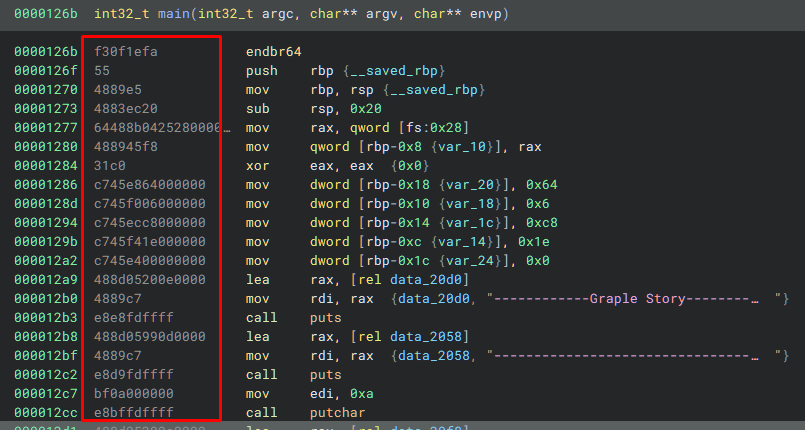 0000126b int32_t main(int32_t argc, char** argv, char** envp)
0000126b f30f1efa endbr64
0000126f 55 push rbp {__saved_rbp}
00001270 4889e5 mov rbp, rsp {__saved_rbp}
00001273 4883ec20 sub rsp, 0x20
00001277 64488b0425280000… mov rax, qword [fs:0x28]
00001280 488945f8 mov qword [rbp-0x8 {var_10}], rax
00001284 31c0 xor eax, eax {0x0}
00001286 c745e864000000 mov dword [rbp-0x18 {var_20}], 0x64
0000128d c745f006000000 mov dword [rbp-0x10 {var_18}], 0x6
00001294 c745ecc8000000 mov dword [rbp-0x14 {var_1c}], 0xc8
0000129b c745f41e000000 mov dword [rbp-0xc {var_14}], 0x1e
000012a2 c745e400000000 mov dword [rbp-0x1c {var_24}], 0x0
000012a9 488d05200e0000 lea rax, [rel data_20d0]
000012b0 4889c7 mov rdi, rax {data_20d0, "------------Graple Story--------… "}
000012b3 e8e8fdffff call puts
000012b8 488d05990d0000 lea rax, [rel data_2058]
000012bf 4889c7 mov rdi, rax {data_2058, "--------------------------------… "}
000012c2 e8d9fdffff call puts
000012c7 bf0a000000 mov edi, 0xa
000012cc e8bffdffff call putchar